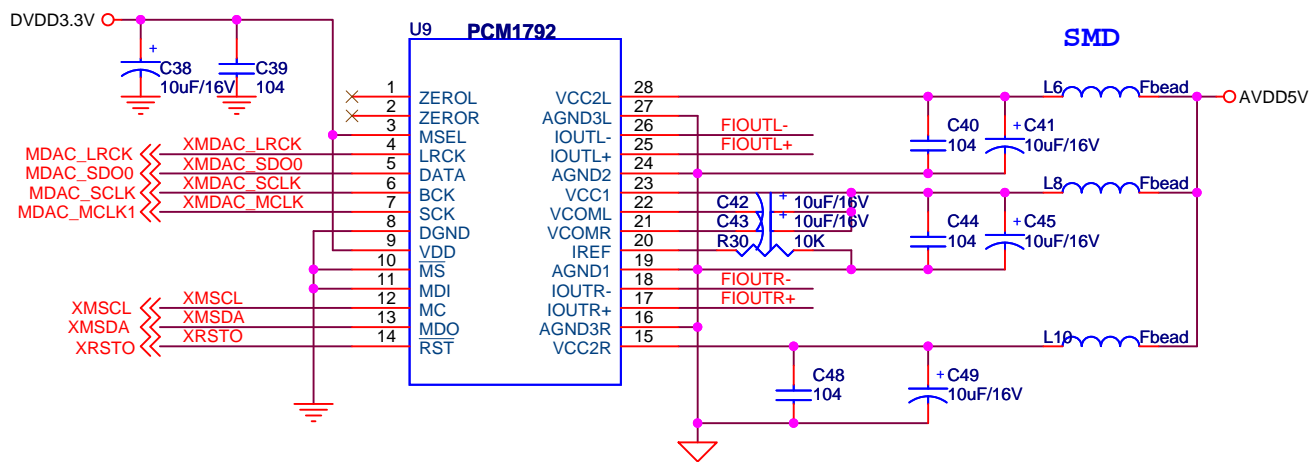 DVDD3.3V
U9
PCM1792
SMD
+
C38
10uF/16V
C39
104
1 ZEROL
2 ZEROR
3 MSEL
4 LRCK
5 DATA
6 BCK
7 SCK
8 DGND
9 VDD
10 MS
11 MDI
12 MC
13 MDO
14 RST
MDAC_LRCK XMDAC_LRCK
MDAC_SDO0 XMDAC_SDO0
MDAC_SCLK XMDAC_SCLK
MDAC_MCLK1 XMDAC_MCLK
XMSCL XMSCL
XMSDA XMSDA
XRSTO XRSTO
VCC2L 28
AGND3L 27
IOUTL- 26
IOUTL+ 25
AGND2 24
VCC1 23
VCOML 22
VCOMR 21
IREF 20
AGND1 19
IOUTR- 18
IOUTR+ 17
AGND3R 16
VCC2R 15
FIOUTL-
FIOUTL+
C42 + 10uF/16V
C43 + 10uF/16V
R30 10K
FIOUTR-
FIOUTR+
L6 Fbead
AVDD5V
C40
104
+ C41
10uF/16V
L8 Fbead
C44
104
+ C45
10uF/16V
L10 Fbead
C48
104
+ C49
10uF/16V